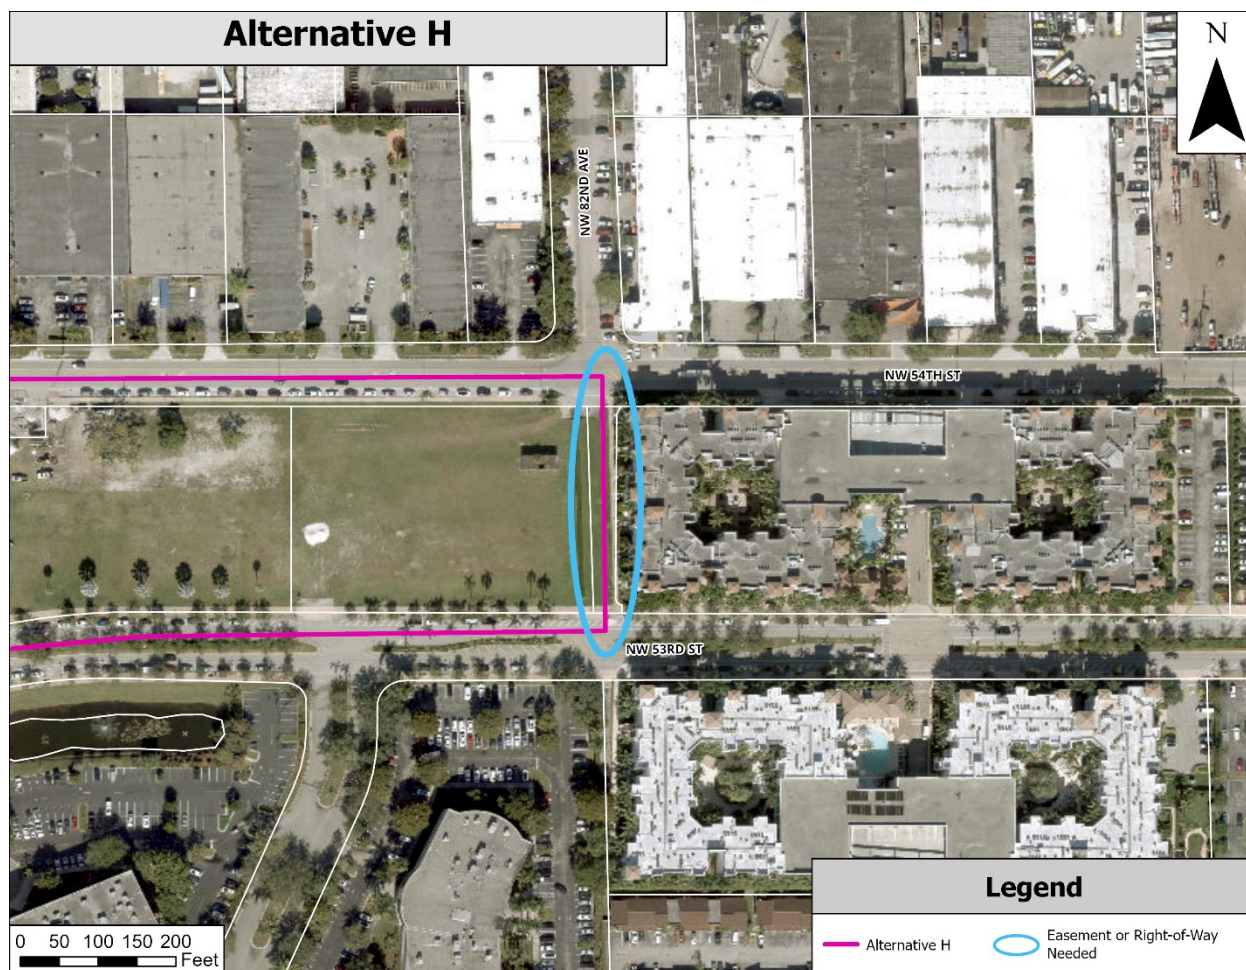 Alternative H
N
NW 82ND AVE
NW 54TH ST
NW 53RD ST
Legend
Alternative H
Easement or Right-of-Way
Needed
0 50 100 150 200
Feet